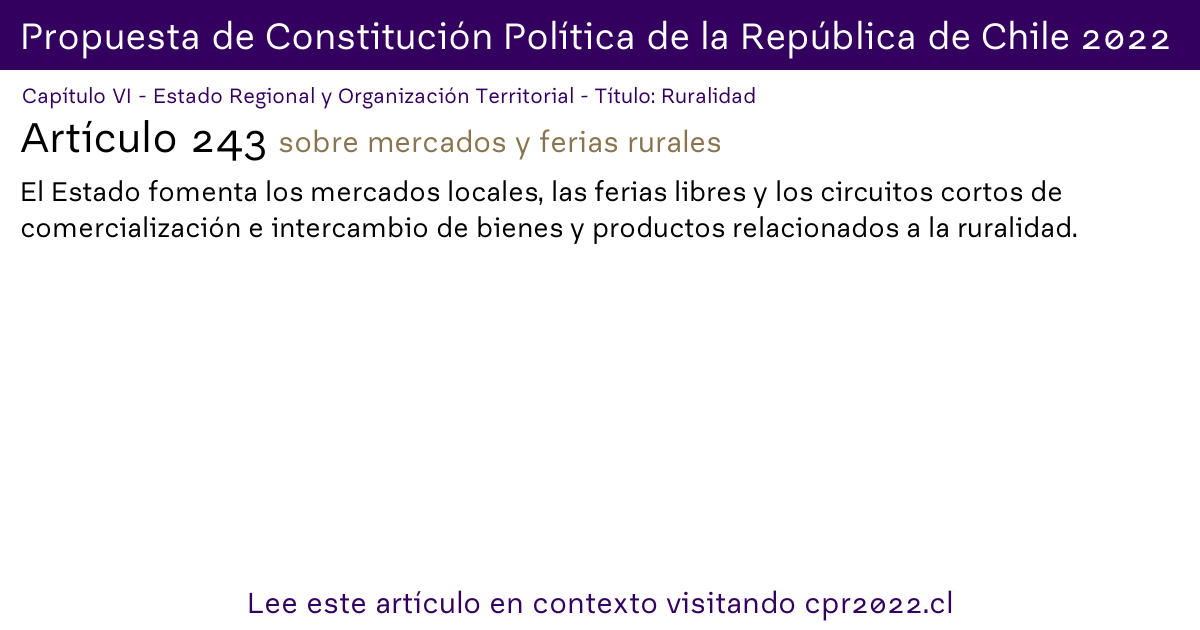 Propuesta de Constitución Política de la República de Chile 2022
Capítulo VI - Estado Regional y Organización Territorial - Título: Ruralidad
Artículo 243 sobre mercados y ferias rurales
El Estado fomenta los mercados locales, las ferias libres y los circuitos cortos de
comercialización e intercambio de bienes y productos relacionados a la ruralidad.
Lee este artículo en contexto visitando cpr2022.cl